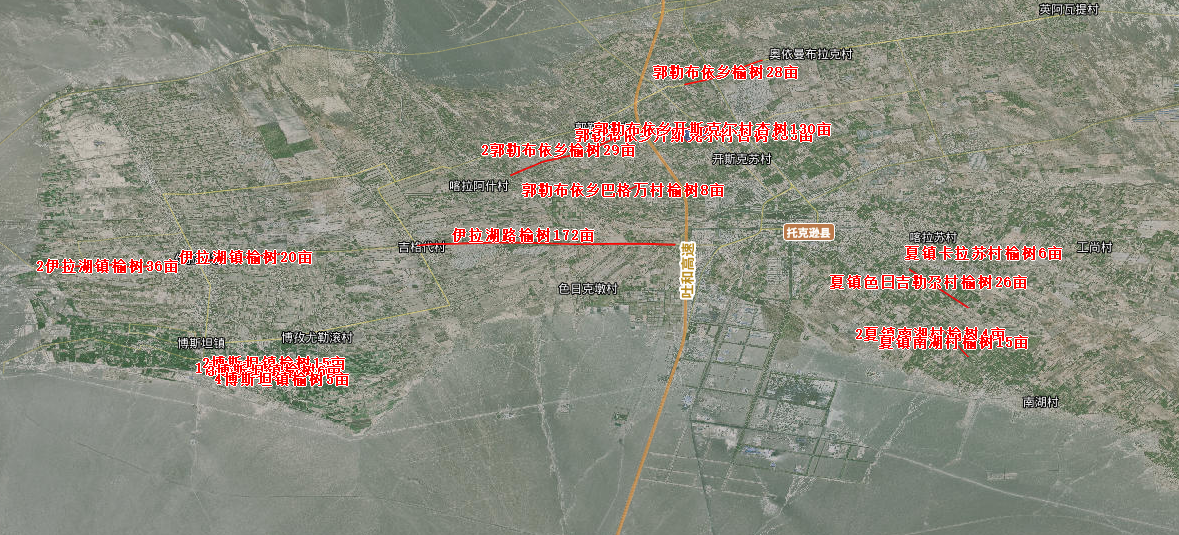 英阿瓦提村
奥依曼布拉克村
郭勒布依乡榆树28亩
郭勒布依乡开斯克尔村杏树130亩
2郭勒布依乡榆树29亩
开斯克苏村
喀拉阿什村
郭勒布依乡巴格万村榆树8亩
托克逊县
伊拉湖路榆树172亩
吉格代村
喀拉苏村
工尚村
夏镇卡拉苏村榆树6亩
伊拉湖镇榆树20亩
2伊拉湖镇榆树36亩
吐和高速
夏镇色日吉勒尕村榆树26亩
色日克墩村
2夏镇南湖村榆树4亩
夏镇南湖村榆树15亩
博斯坦镇
博孜尤勒滚村
2博斯坦镇榆树15亩
4博斯坦镇榆树5亩
南湖村